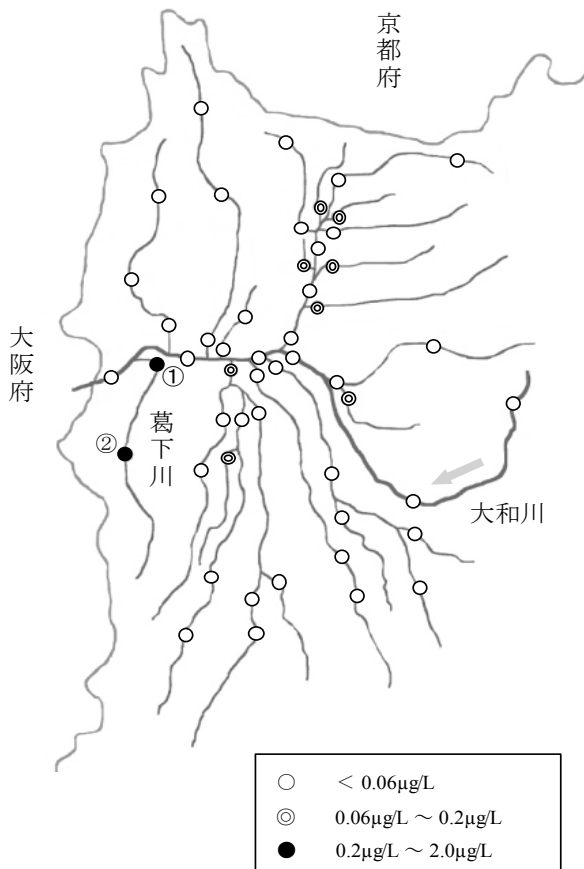 京都府
大阪府
①
②
葛下川
大和川
○ < 0.06μg/L
◎ 0.06μg/L ~ 0.2μg/L
● 0.2μg/L ~ 2.0μg/L